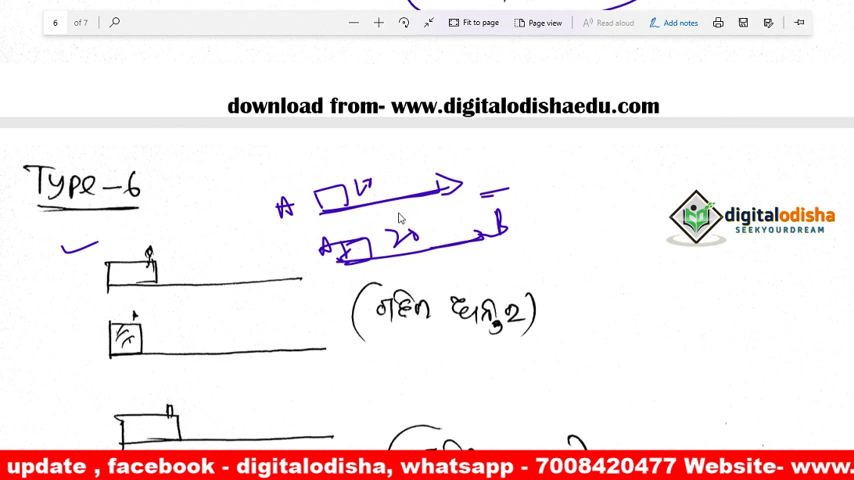 6 of 7
Fit to page
Page view
Read aloud
Add notes
download from- www.digitalodishaedu.com
Type-6
A
A 20 B
digitalodisha
SEEKYOURDREAM
update , facebook - digitalodisha, whatsapp - 7008420477 Website- www.